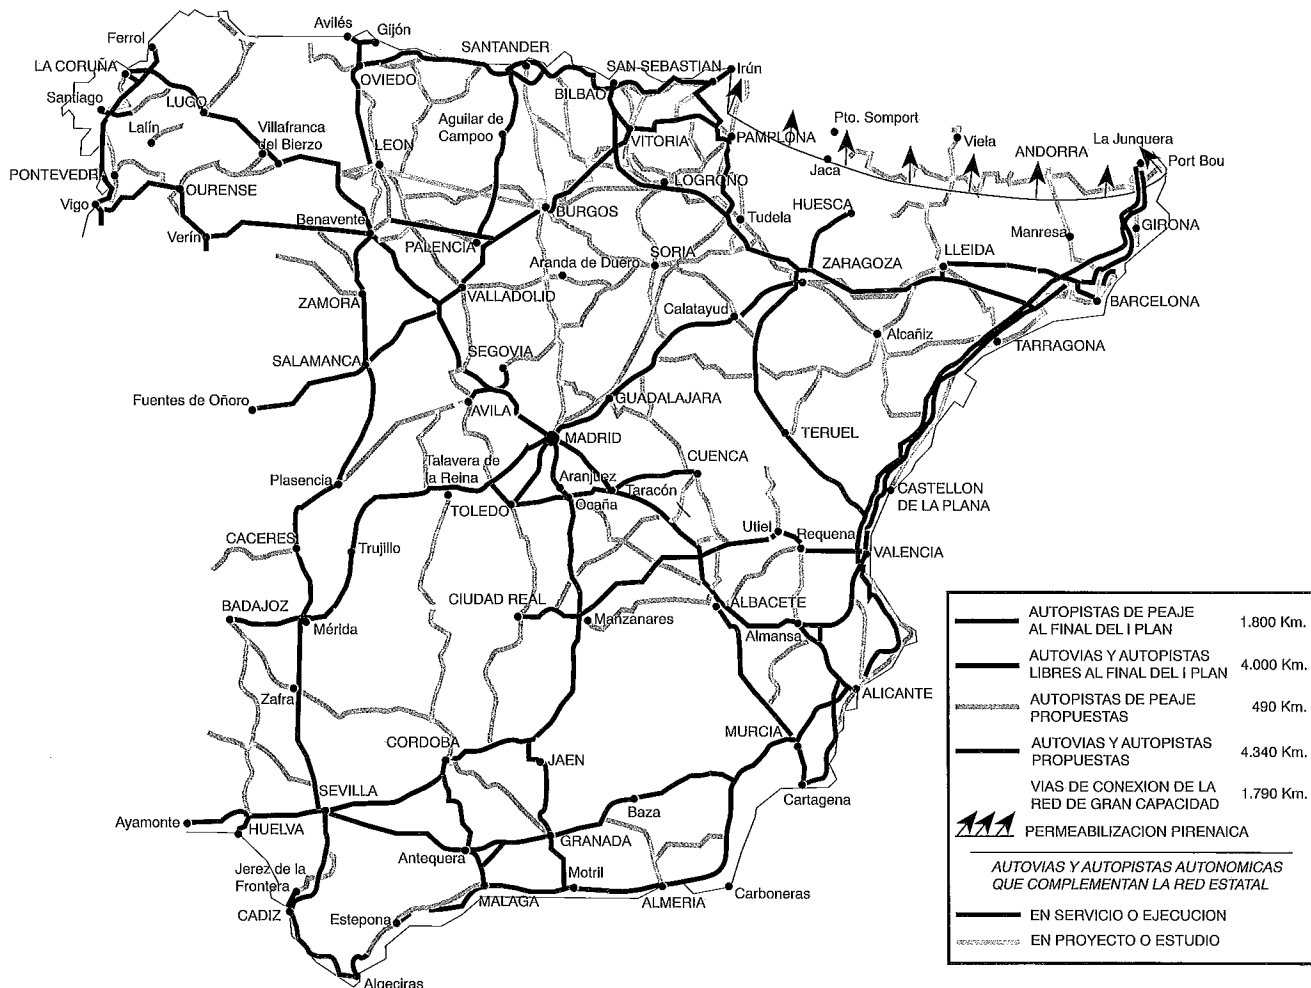 Avilés
Gijón
Ferrol
SANTANDER
LA CORUÑA
OVIEDO
SAN SEBASTIAN
Irún
BILBAO
Santiago
LUGO
Aguilar de
Campoo
Pto. Somport
Lalín
Villafranca
del Bierzo
LEON
VITORIA
PAMPLONA
Viela
La Junquera
ANDORRA
Port Bou
Jaca
PONTEVEDR
OURENSE
LOGROÑO
Vigo
BURGOS
HUESCA
Benavente
Tudela
Verín
PALENCIA
Manresa
GIRONA
SORIA
LLEIDA
Aranda de Duero
ZARAGOZA
ZAMORA
VALLADOLID
BARCELONA
Calatayud
Alcañiz
SEGOVIA
TARRAGONA
SALAMANCA
Fuentes de Oñoro
AVILA
GUADALAJARA
MADRID
TERUEL
Talavera de
la Reina
CUENCA
Plasencia
Aranjuez
Taracón
CASTELLON
DE LA PLANA
TOLEDO
Ocaña
Utiel
Requena
CACERES
Trujillo
VALENCIA
BADAJOZ
CIUDAD REAL
ALBACETE
Mérida
Manzanares
Almansa
Zafra
ALICANTE
CORDOBA
MURCIA
JAEN
SEVILLA
Cartagena
Baza
Ayamonte
HUELVA
GRANADA
Antequera
Jerez de la
Frontera
Motril
CADIZ
Estepona
MALAGA
ALMERIA
Carboneras
Algeciras
AUTOPISTAS DE PEAJE
AL FINAL DEL I PLAN 1.800 Km.
AUTOVIAS Y AUTOPISTAS
LIBRES AL FINAL DEL I PLAN 4.000 Km.
AUTOPISTAS DE PEAJE
PROPUESTAS 490 Km.
AUTOVIAS Y AUTOPISTAS
PROPUESTAS 4.340 Km.
VIAS DE CONEXION DE LA
RED DE GRAN CAPACIDAD 1.790 Km.
PERMEABILIZACION PIRENAICA
AUTOVIAS Y AUTOPISTAS AUTONOMICAS
QUE COMPLEMENTAN LA RED ESTATAL
EN SERVICIO O EJECUCION
EN PROYECTO O ESTUDIO